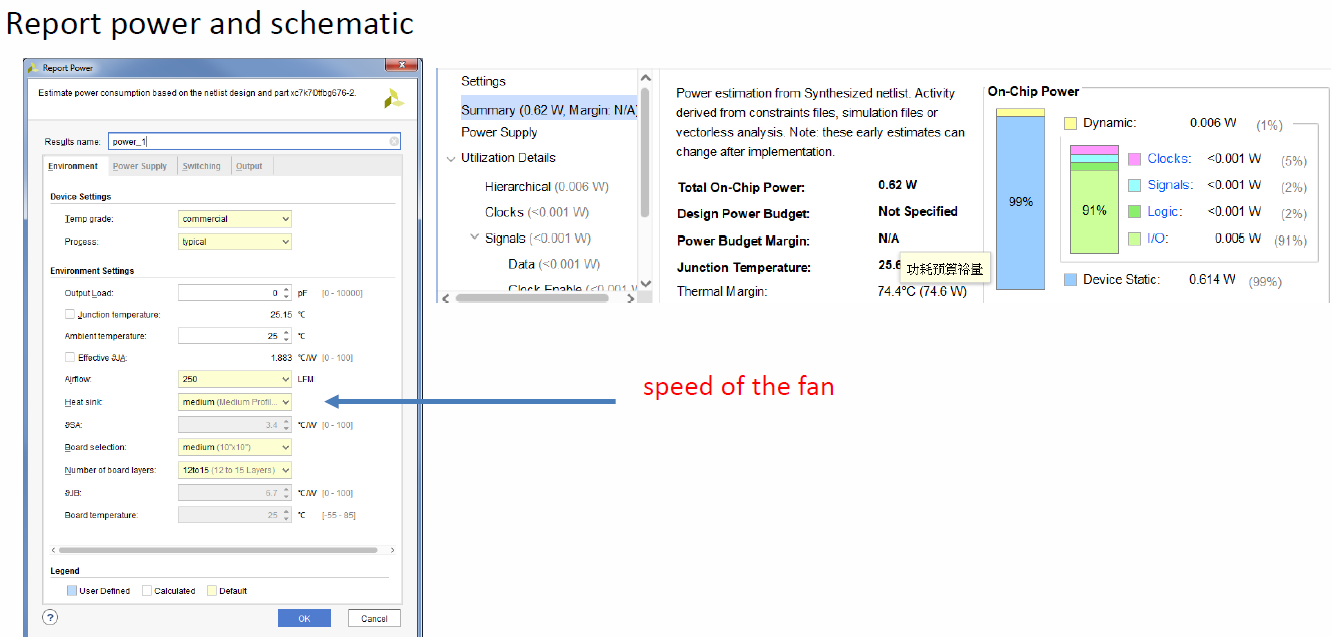 Report power and schematic
Report Power
Estimate power consumption based on the netlist design and part xc7k70tfbg676-2.
Results name: power_1
Environment Power Supply Switching Output
Device Settings
Temp grade: commercial
Process: typical
Environment Settings
Output Load: 0 pF [0 - 10000]
Junction temperature: 25.15 °C
Ambient temperature: 25 °C
Effective ϑJA: 1.883 °C/W [0 - 100]
Airflow: 250 LFM
Heat sink: medium (Medium Profil...
ϑSA: 3.4 °C/W [0 - 100]
Board selection: medium (10"x10")
Number of board layers: 12to15 (12 to 15 Layers)
ϑJB: 6.7 °C/W [0 - 100]
Board temperature: 25 °C [-55 - 85]
Legend
User Defined Calculated Default
? OK Cancel
Settings
Summary (0.62 W, Margin: N/A)
Power Supply
Utilization Details
Hierarchical (0.006 W)
Clocks (<0.001 W)
Signals (<0.001 W)
Data (<0.001 W)
Clock Enable (<0.001 W
Power estimation from Synthesized netlist. Activity
derived from constraints files, simulation files or
vectorless analysis. Note: these early estimates can
change after implementation.
Total On-Chip Power: 0.62 W
Design Power Budget: Not Specified
Power Budget Margin: N/A
Junction Temperature: 25.6
功耗预算裕量
Thermal Margin: 74.4°C (74.6 W)
On-Chip Power
99%
Dynamic: 0.006 W (1%)
91%
Clocks: <0.001 W (5%)
Signals: <0.001 W (2%)
Logic: <0.001 W (2%)
I/O: 0.005 W (91%)
Device Static: 0.614 W (99%)
speed of the fan